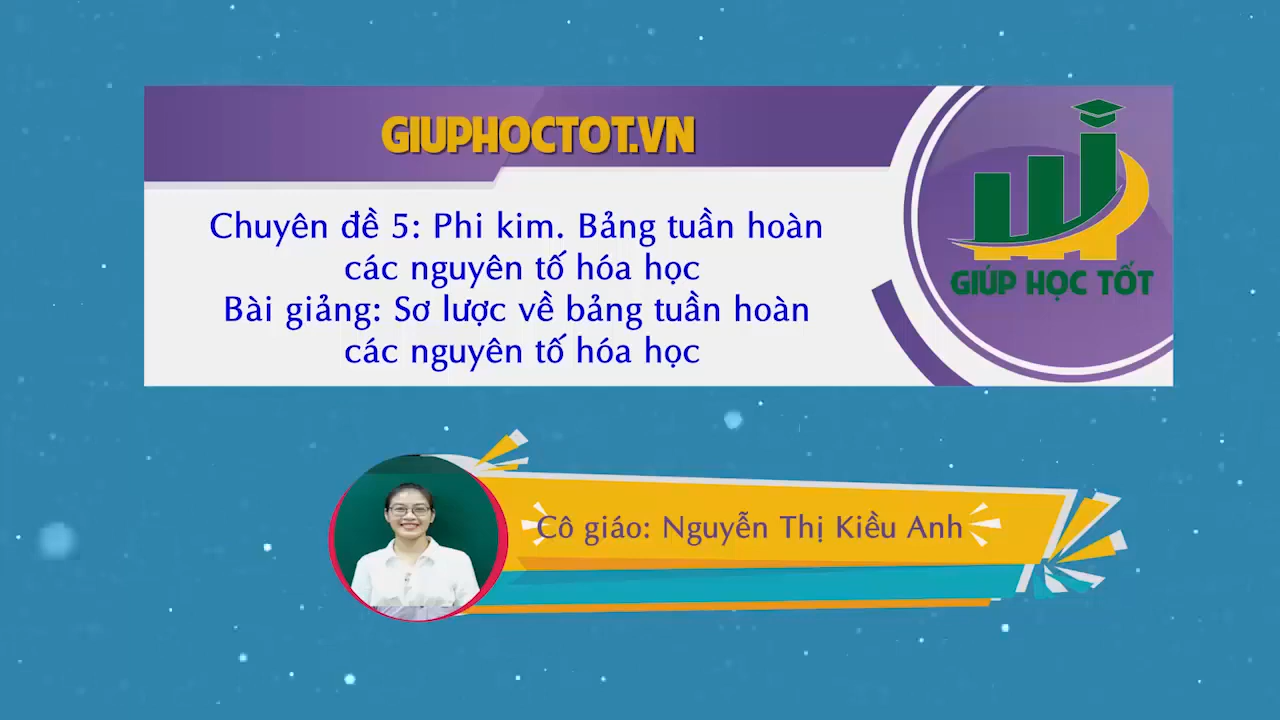 GIUPHOCTOT.VN
Chuyên đề 5: Phi kim. Bảng tuần hoàn
các nguyên tố hóa học
Bài giảng: Sơ lược về bảng tuần hoàn
các nguyên tố hóa học
GIÚP HỌC TỐT
Cô giáo: Nguyễn Thị Kiều Anh